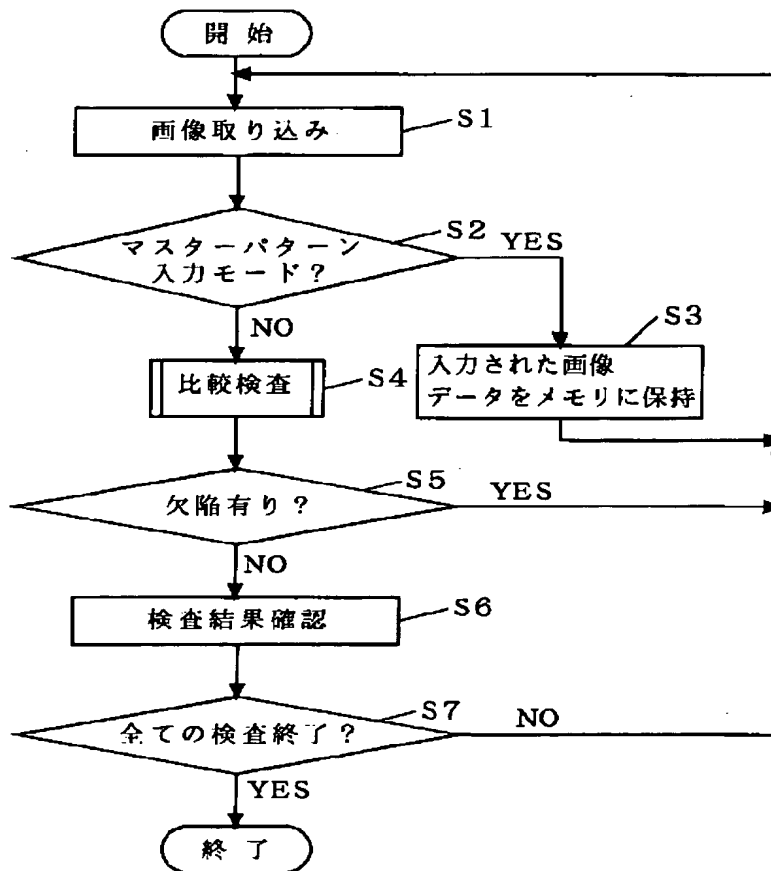 開始
画像取り込み
S1
マスターパターン
入力モード？
S2
YES
NO
S3
入力された画像
データをメモリに保持
比較検査
S4
欠陥有り？
S5
YES
NO
検査結果確認
S6
全ての検査終了？
S7
NO
YES
終了